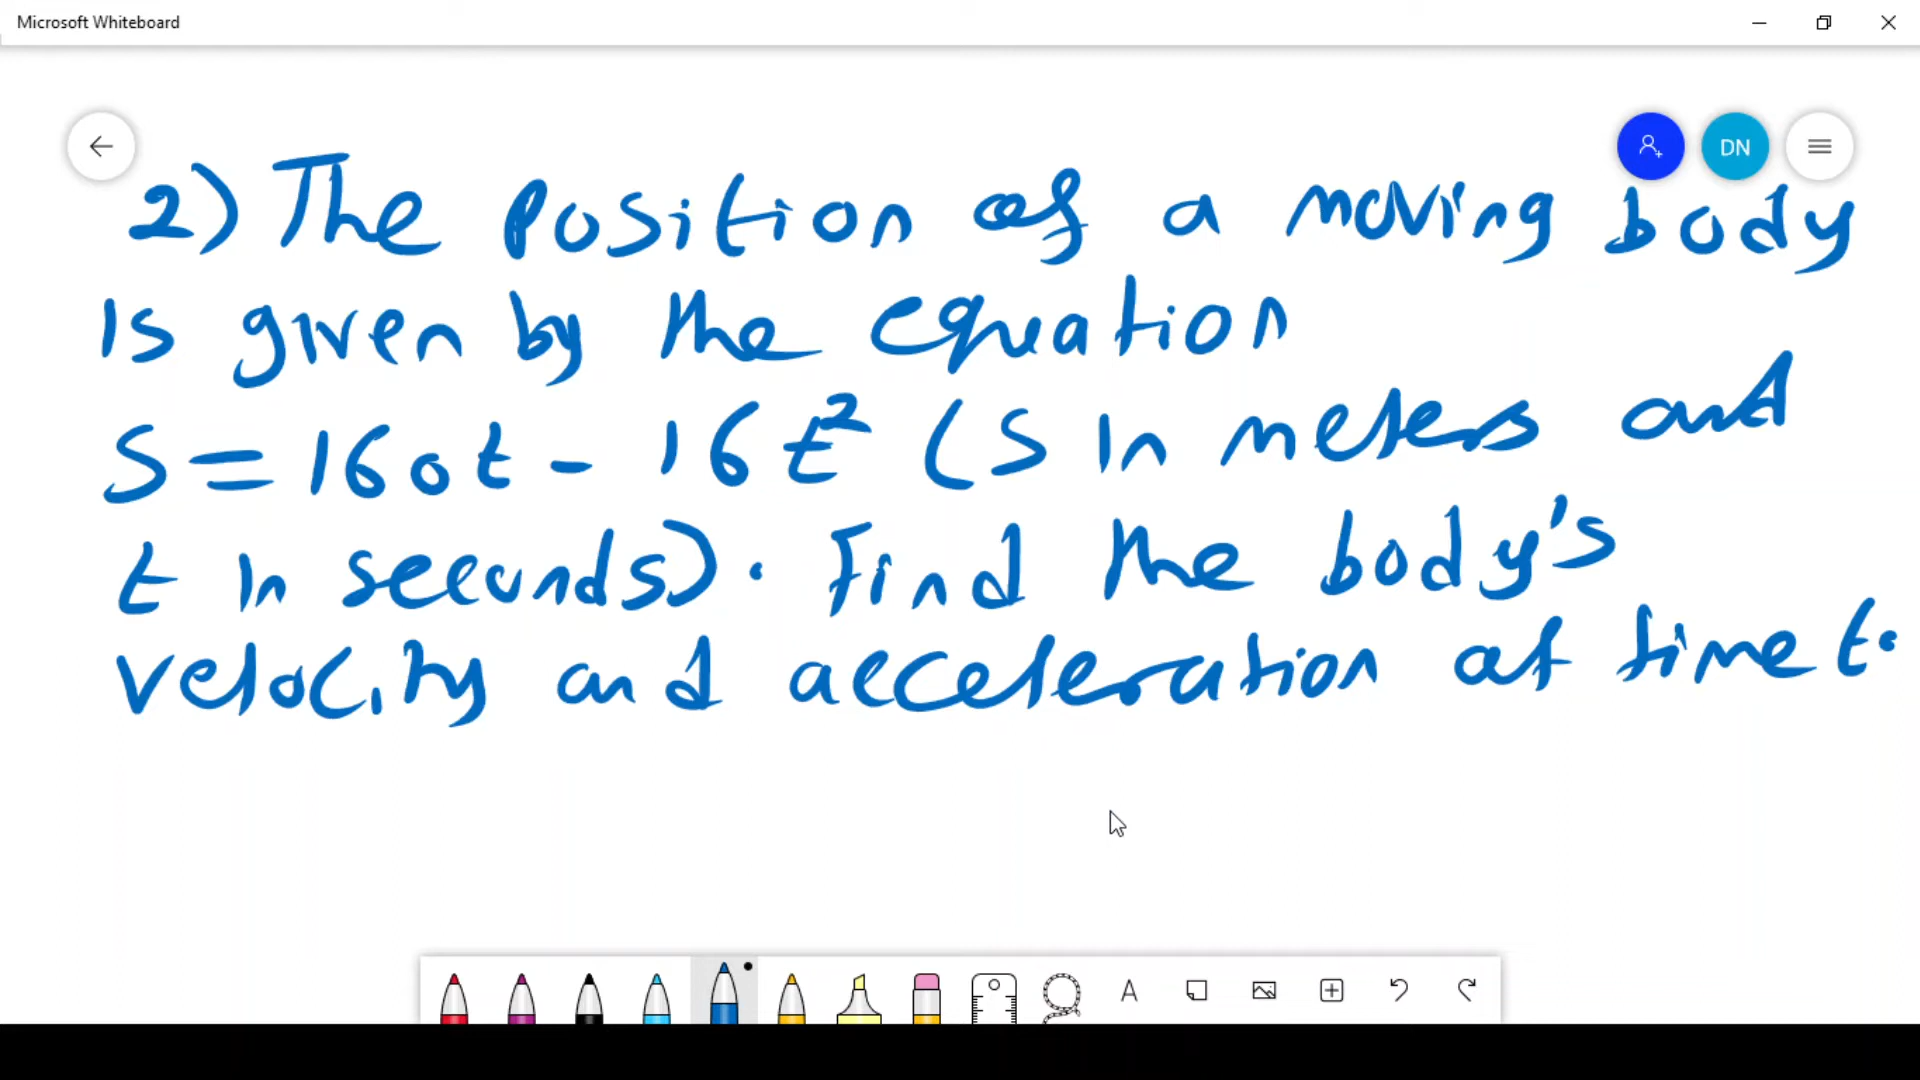 Microsoft Whiteboard
DN
2) The position of a moving body
is given by the equation
S = 160t - 16t² (S in meters and
t in seconds). Find the body's
velocity and acceleration at time t.
A